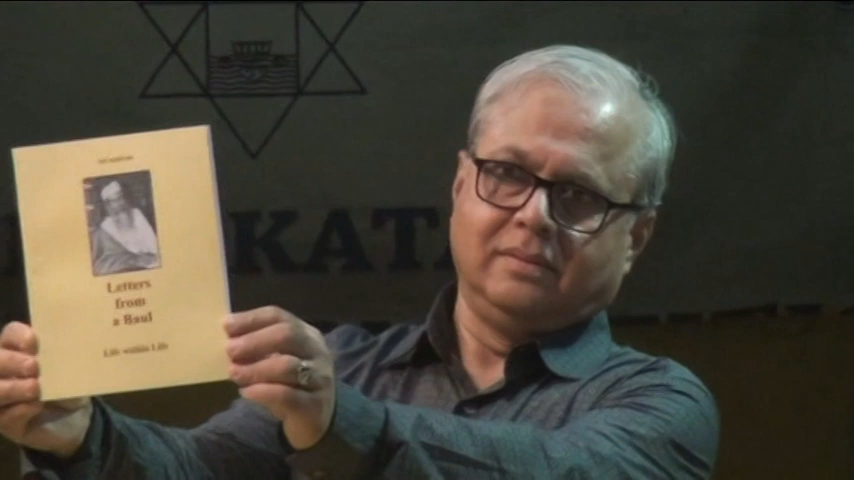 KATA
Letters
from
a Baul
Life within Life